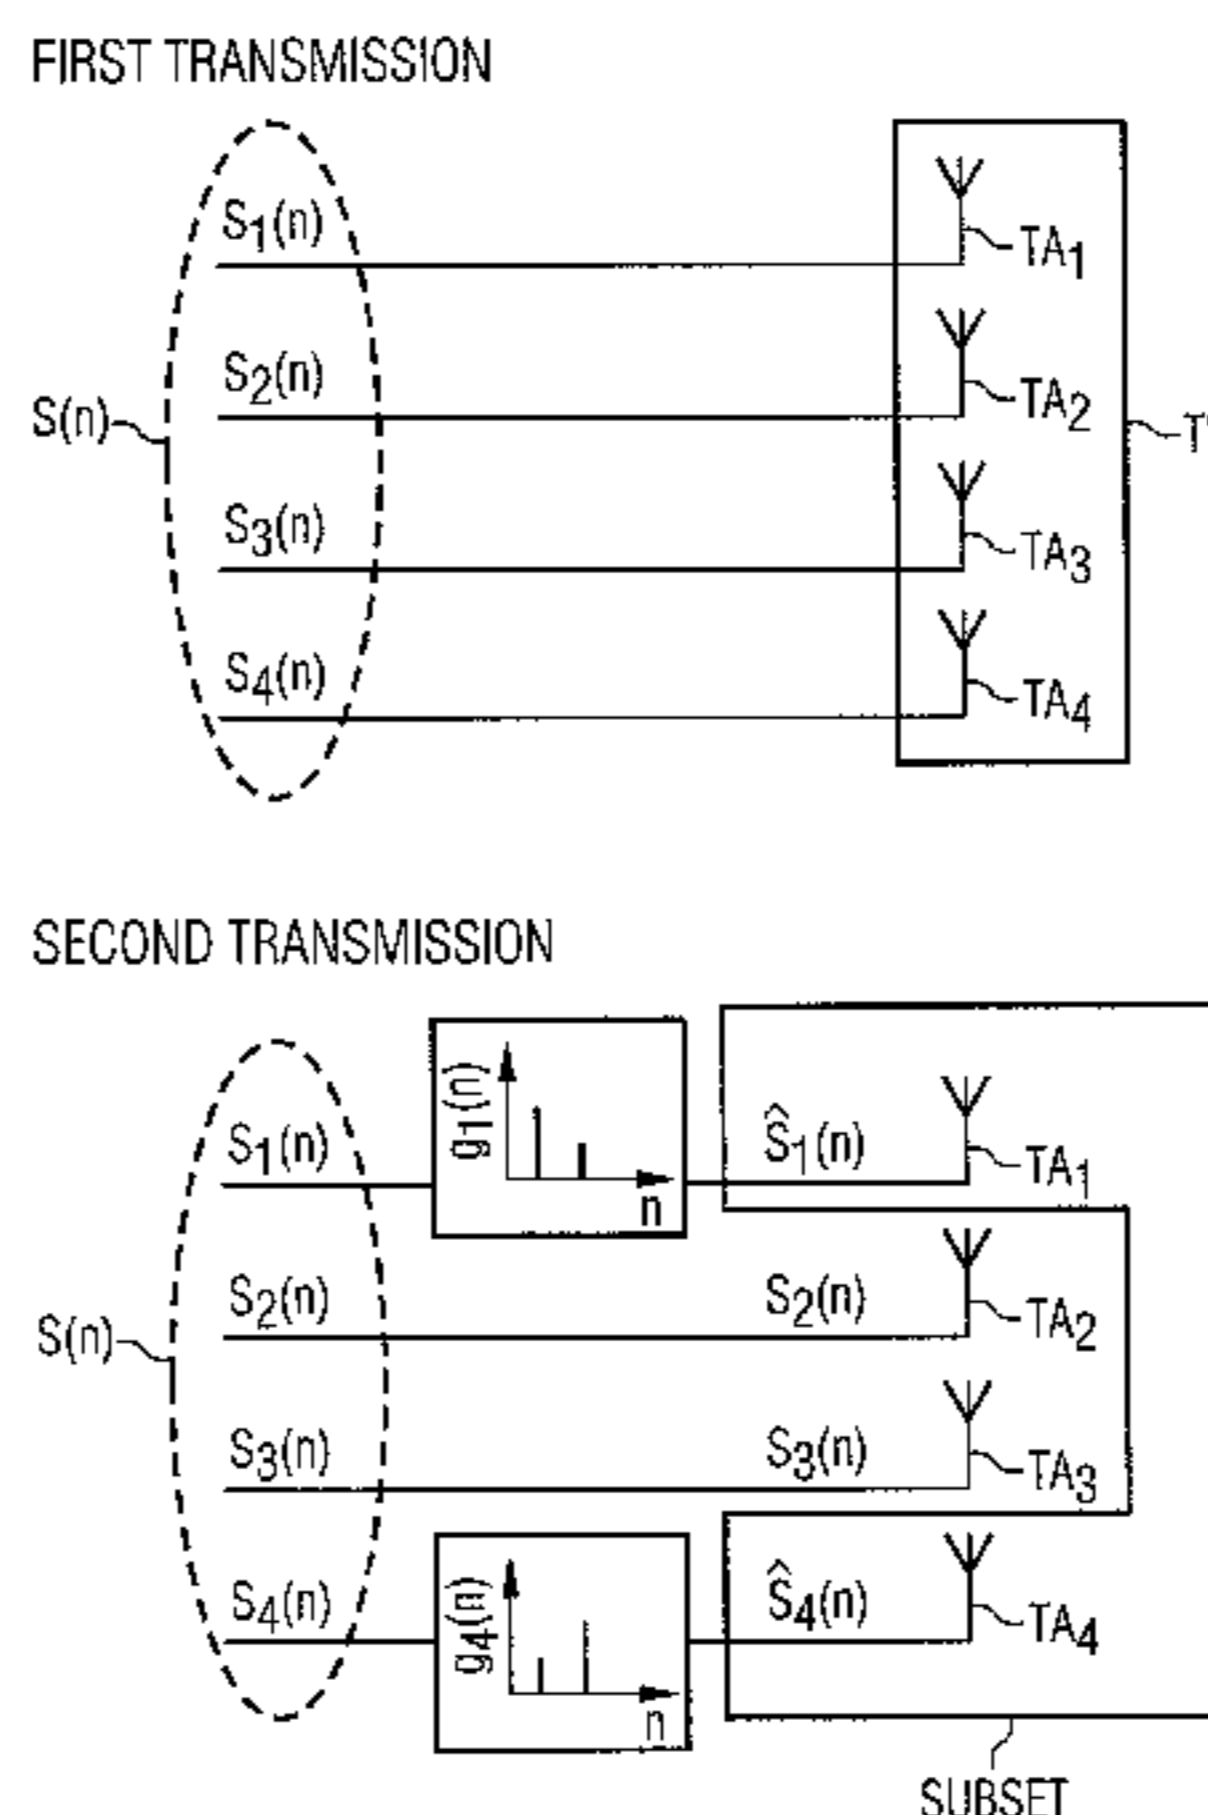 FIRST TRANSMISSION
S1(n)
TA1
S2(n)
TA2
S(n)
S3(n)
TA3
S4(n)
TA4
SECOND TRANSMISSION
g1(n)
n
S1(n)
Ŝ1(n)
TA1
S2(n)
S2(n)
TA2
S(n)
S3(n)
S3(n)
TA3
g4(n)
n
S4(n)
Ŝ4(n)
TA4
SUBSET